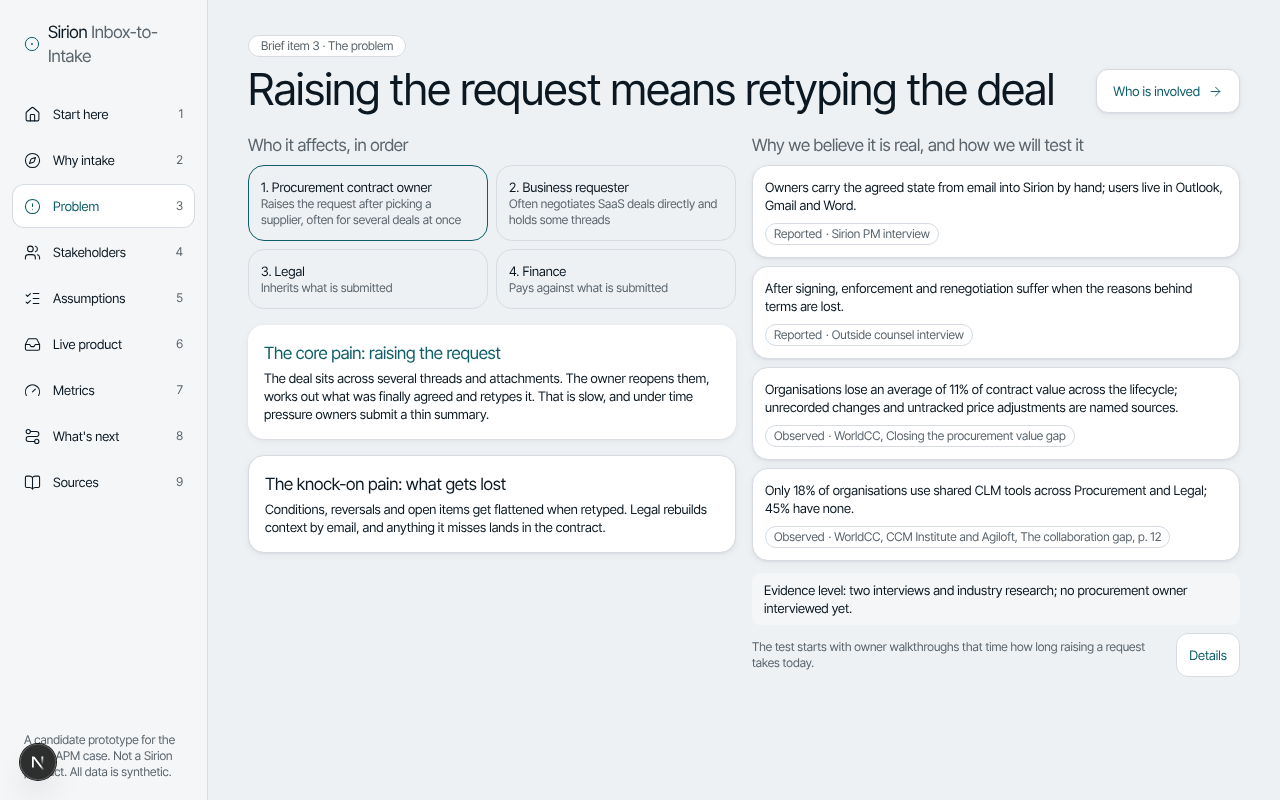 Sirion Inbox-to-
Intake
Start here 1
Why intake 2
Problem 3
Stakeholders 4
Assumptions 5
Live product 6
Metrics 7
What's next 8
Sources 9
A candidate prototype for the
APM case. Not a Sirion
All data is synthetic.
N
Brief item 3 · The problem
Raising the request means retyping the deal
Who is involved →
Who it affects, in order
1. Procurement contract owner
Raises the request after picking a
supplier, often for several deals at once
2. Business requester
Often negotiates SaaS deals directly and
holds some threads
3. Legal
Inherits what is submitted
4. Finance
Pays against what is submitted
The core pain: raising the request
The deal sits across several threads and attachments. The owner reopens them,
works out what was finally agreed and retypes it. That is slow, and under time
pressure owners submit a thin summary.
The knock-on pain: what gets lost
Conditions, reversals and open items get flattened when retyped. Legal rebuilds
context by email, and anything it misses lands in the contract.
Why we believe it is real, and how we will test it
Owners carry the agreed state from email into Sirion by hand; users live in Outlook,
Gmail and Word.
Reported · Sirion PM interview
After signing, enforcement and renegotiation suffer when the reasons behind
terms are lost.
Reported · Outside counsel interview
Organisations lose an average of 11% of contract value across the lifecycle;
unrecorded changes and untracked price adjustments are named sources.
Observed · WorldCC, Closing the procurement value gap
Only 18% of organisations use shared CLM tools across Procurement and Legal;
45% have none.
Observed · WorldCC, CCM Institute and Agiloft, The collaboration gap, p. 12
Evidence level: two interviews and industry research; no procurement owner
interviewed yet.
The test starts with owner walkthroughs that time how long raising a request
takes today.
Details